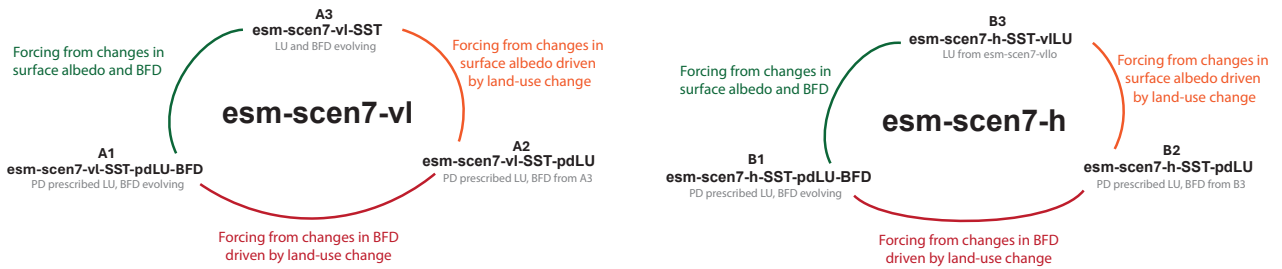 A3
esm-scen7-vl-SST
LU and BFD evolving
Forcing from changes in
surface albedo and BFD
Forcing from changes in
surface albedo driven
by land-use change
esm-scen7-vl
A1
esm-scen7-vl-SST-pdLU-BFD
PD prescribed LU, BFD evolving
A2
esm-scen7-vl-SST-pdLU
PD prescribed LU, BFD from A3
Forcing from changes in BFD
driven by land-use change
B3
esm-scen7-h-SST-vlLU
LU from esm-scen7-vllo
Forcing from changes in
surface albedo and BFD
Forcing from changes in
surface albedo driven
by land-use change
esm-scen7-h
B1
esm-scen7-h-SST-pdLU-BFD
PD prescribed LU, BFD evolving
B2
esm-scen7-h-SST-pdLU
PD prescribed LU, BFD from B3
Forcing from changes in BFD
driven by land-use change